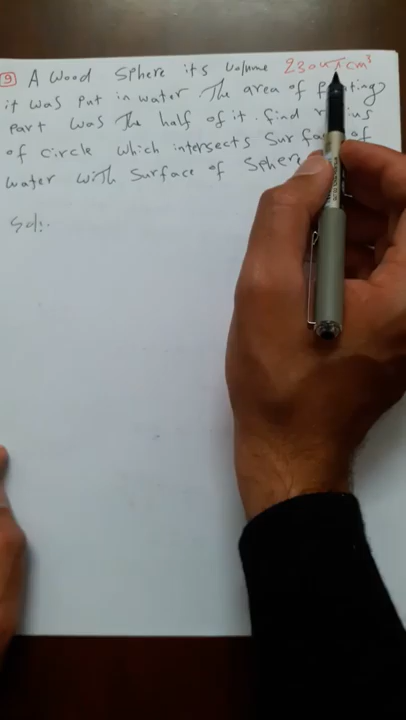 9 A wood sphere its volume 2304π cm³
it was put in water The area of
part was the half of it. find
of circle which intersects surface of
water with surface of sphere
Sol:.